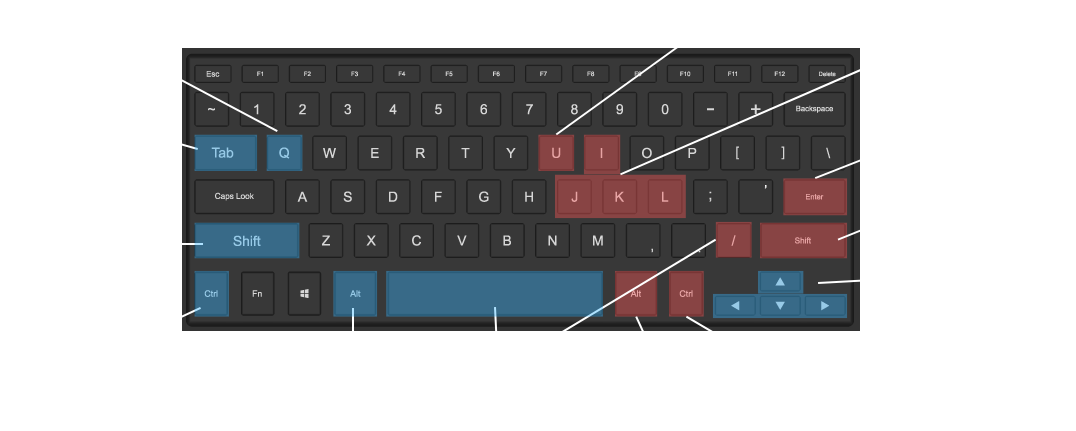 Esc F1 F2 F3 F4 F5 F6 F7 F8 F9 F10 F11 F12 Delete
~ 1 2 3 4 5 6 7 8 9 0 - + Backspace
Tab Q W E R T Y U I O P [ ] \
Caps Look A S D F G H J K L ; ' Enter
Shift Z X C V B N M , / Shift
Ctrl Fn Alt Alt Ctrl